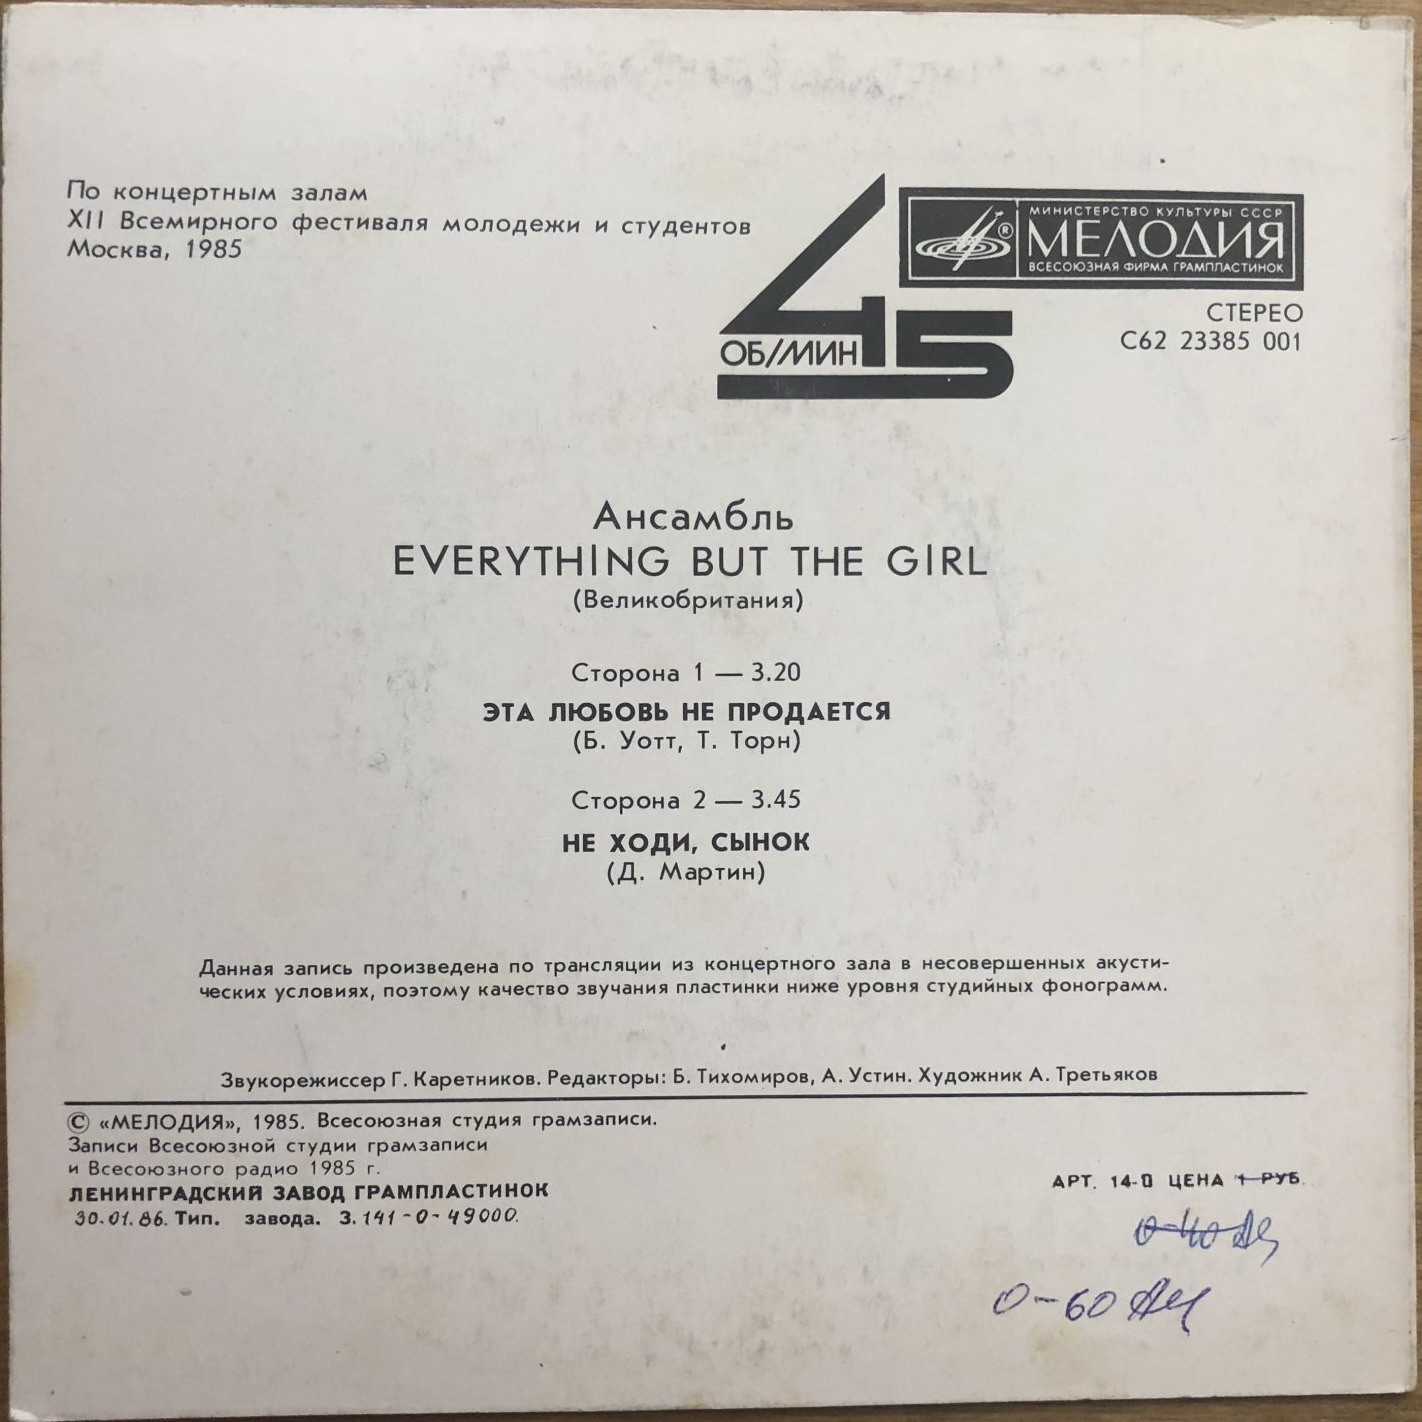 По концертным залам
XII Всемирного фестиваля молодежи и студентов
Москва, 1985
МИНИСТЕРСТВО КУЛЬТУРЫ СССР
МЕЛОДИЯ
®
ВСЕСОЮЗНАЯ ФИРМА ГРАМПЛАСТИНОК
45
ОБ/МИН
СТЕРЕО
С62 23385 001
Ансамбль
EVERYTHING BUT THE GIRL
(Великобритания)
Сторона 1 — 3.20
ЭТА ЛЮБОВЬ НЕ ПРОДАЕТСЯ
(Б. Уотт, Т. Торн)
Сторона 2 — 3.45
НЕ ХОДИ, СЫНОК
(Д. Мартин)
Данная запись произведена по трансляции из концертного зала в несовершенных акусти-
ческих условиях, поэтому качество звучания пластинки ниже уровня студийных фонограмм.
Звукорежиссер Г. Каретников. Редакторы: Б. Тихомиров, А. Устин. Художник А. Третьяков
© «МЕЛОДИЯ», 1985. Всесоюзная студия грамзаписи.
Записи Всесоюзной студии грамзаписи
и Всесоюзного радио 1985 г.
ЛЕНИНГРАДСКИЙ ЗАВОД ГРАМПЛАСТИНОК
30.01.86. Тип. завода. З. 141-0-49000.
АРТ. 14-0 ЦЕНА 1 РУБ.
0-40
0-60